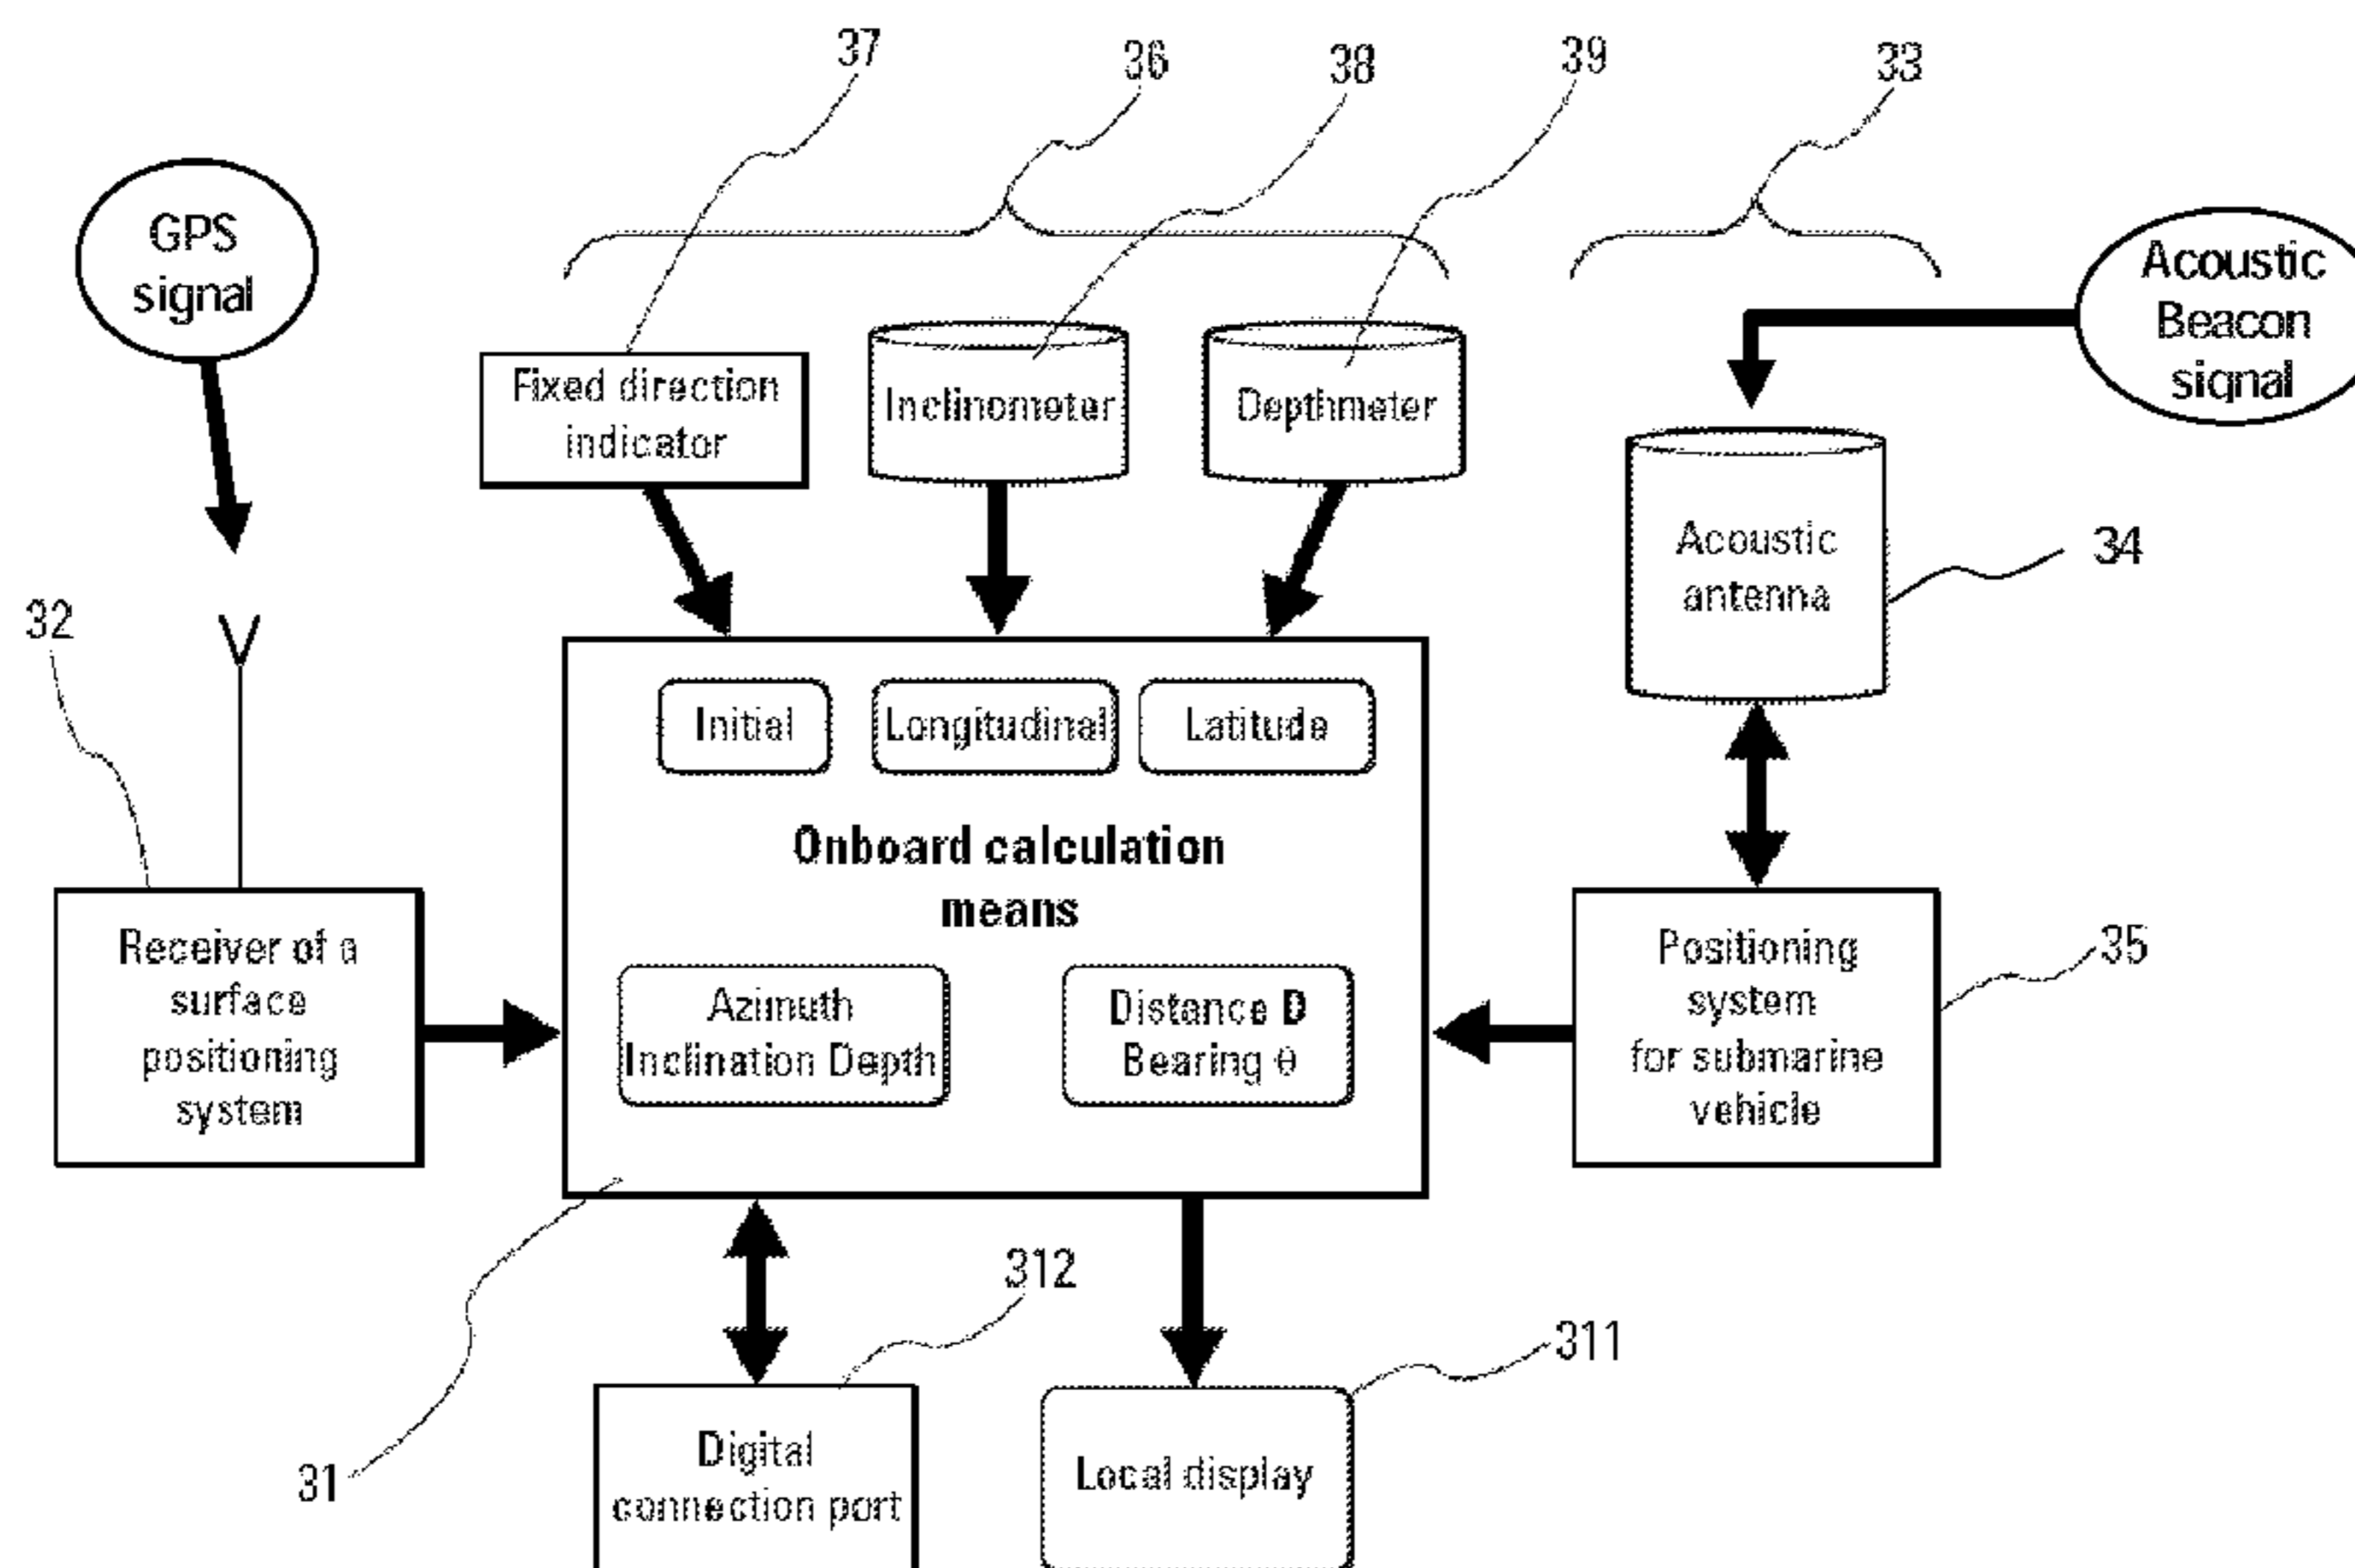 37
36
38
39
33
GPS
signal
Acoustic
Beacon
signal
Fixed direction
indicator
Inclinometer
Depthmeter
Acoustic
antenna
34
32
Initial
Longitudinal
Latitude
Onboard calculation
means
Receiver of a
surface
positioning
system
Azimuth
Inclination Depth
Distance D
Bearing θ
Positioning
system
for submarine
vehicle
35
312
311
31
Digital
connection port
Local display